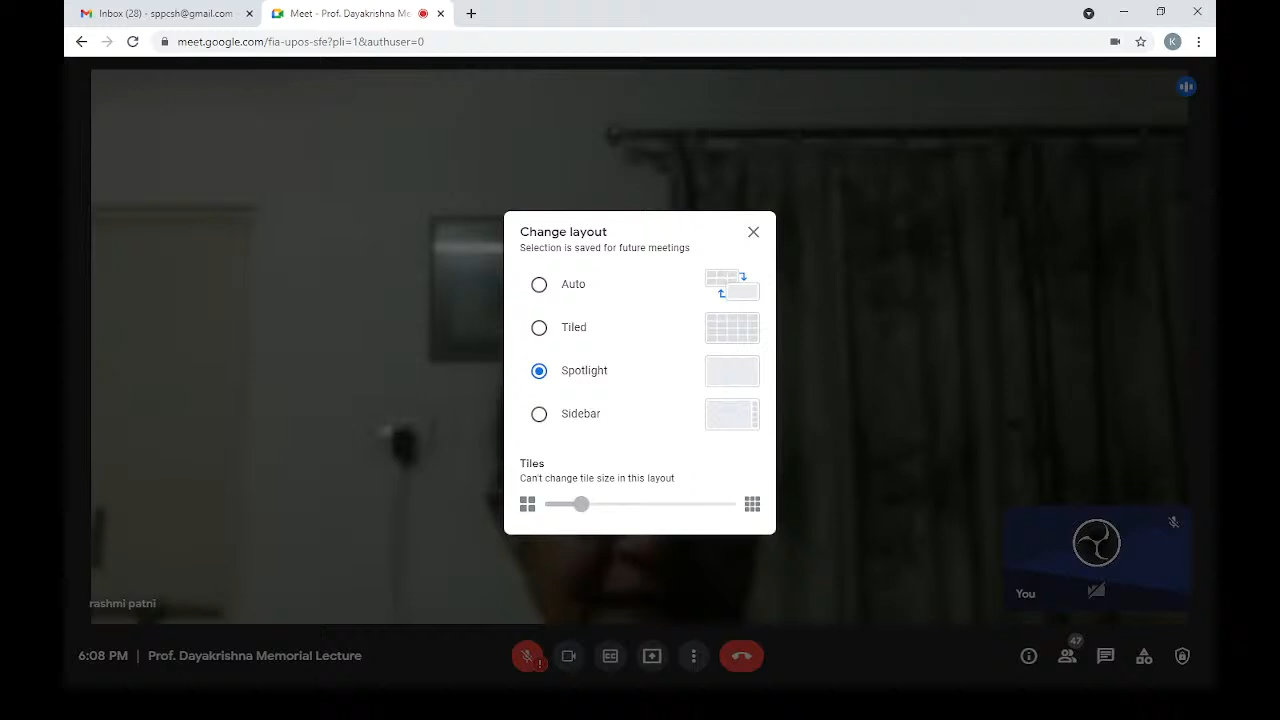 Inbox (28) - sppcsh@gmail.com
Meet - Prof. Dayakrishna Me
meet.google.com/fia-upos-sfe?pli=1&authuser=0
K
Change layout
Selection is saved for future meetings
Auto
Tiled
Spotlight
Sidebar
Tiles
Can't change tile size in this layout
You
rashmi patni
6:08 PM | Prof. Dayakrishna Memorial Lecture
CC
47